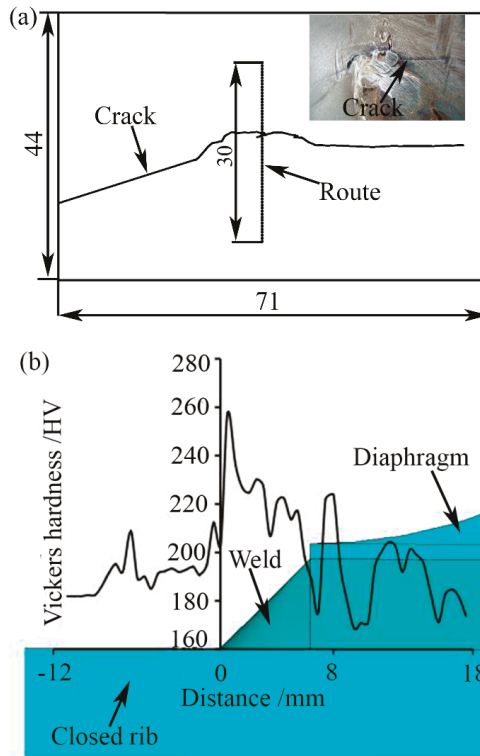 (a)
44
Crack
30
Route
Crack
71
(b)
Vickers hardness /HV
280
260
240
220
200
180
160
Diaphragm
Weld
-12
0
8
18
Distance /mm
Closed rib